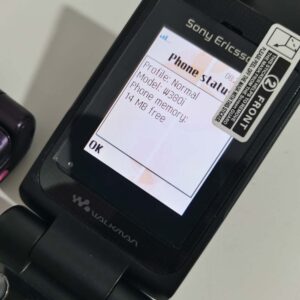 Sony Ericsson
Phone status
Profile: Normal
Model: W380i
Phone memory:
14 MB free
OK
WALKMAN
FRONT